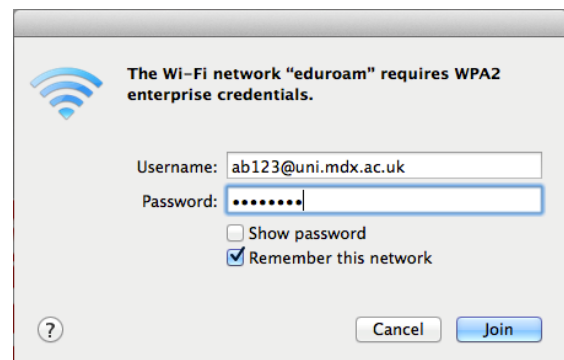 The Wi-Fi network “eduroam” requires WPA2
enterprise credentials.
Username: ab123@uni.mdx.ac.uk
Password: ••••••••
Show password
Remember this network
? Cancel Join